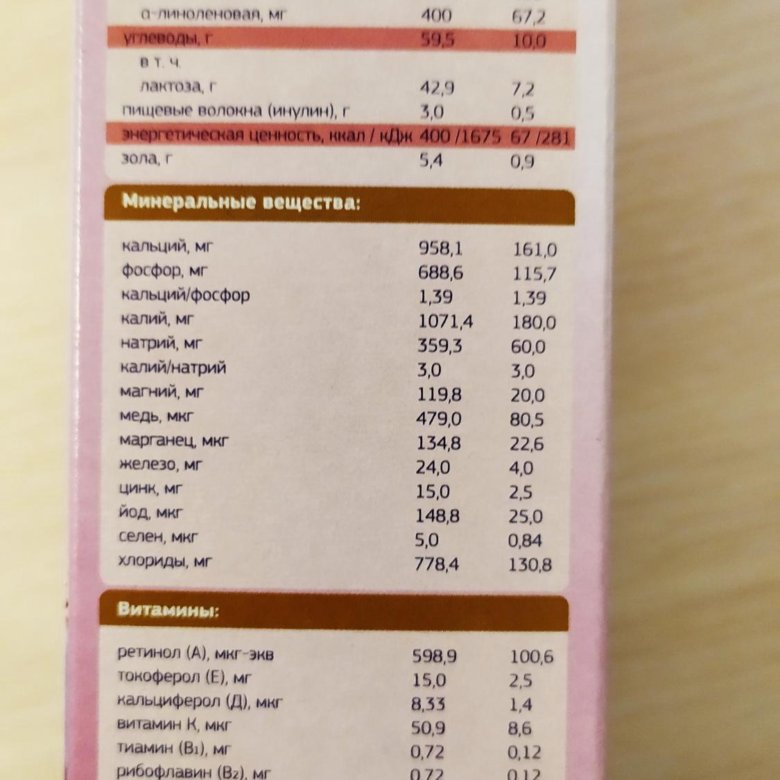 α-линоленовая, мг 400 67,2
углеводы, г 59,5 10,0
в т. ч.
лактоза, г 42,9 7,2
пищевые волокна (инулин), г 3,0 0,5
энергетическая ценность, ккал / кДж 400 /1675 67 /281
зола, г 5,4 0,9
Минеральные вещества:
кальций, мг 958,1 161,0
фосфор, мг 688,6 115,7
кальций/фосфор 1,39 1,39
калий, мг 1071,4 180,0
натрий, мг 359,3 60,0
калий/натрий 3,0 3,0
магний, мг 119,8 20,0
медь, мкг 479,0 80,5
марганец, мкг 134,8 22,6
железо, мг 24,0 4,0
цинк, мг 15,0 2,5
йод, мкг 148,8 25,0
селен, мкг 5,0 0,84
хлориды, мг 778,4 130,8
Витамины:
ретинол (А), мкг-экв 598,9 100,6
токоферол (Е), мг 15,0 2,5
кальциферол (Д), мкг 8,33 1,4
витамин К, мкг 50,9 8,6
тиамин (В₁), мг 0,72 0,12
рибофлавин (В₂), мг 0,72 0,12